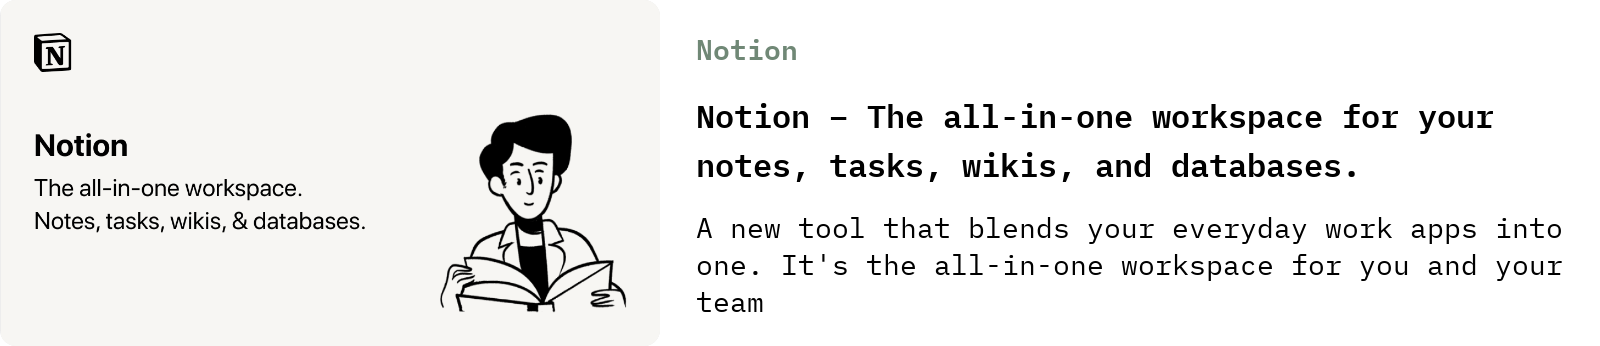 N
Notion
The all-in-one workspace.
Notes, tasks, wikis, & databases.
Notion
Notion – The all-in-one workspace for your
notes, tasks, wikis, and databases.
A new tool that blends your everyday work apps into
one. It's the all-in-one workspace for you and your
team